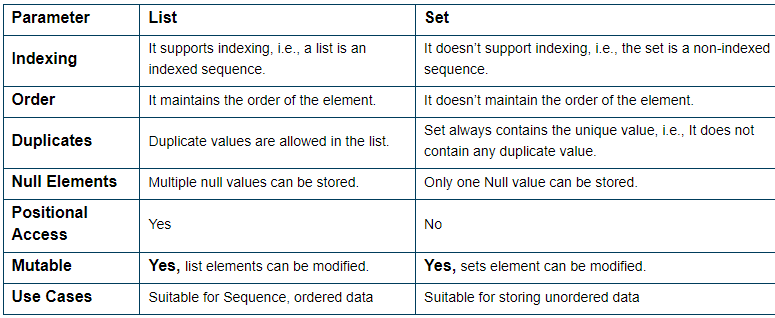 Parameter List Set
Indexing
It supports indexing, i.e., a list is an
indexed sequence.
It doesn’t support indexing, i.e., the set is a non-indexed
sequence.
Order It maintains the order of the element. It doesn’t maintain the order of the element.
Duplicates Duplicate values are allowed in the list.
Set always contains the unique value, i.e., It does not
contain any duplicate value.
Null Elements Multiple null values can be stored. Only one Null value can be stored.
Positional
Access
Yes No
Mutable Yes, list elements can be modified. Yes, sets element can be modified.
Use Cases Suitable for Sequence, ordered data Suitable for storing unordered data